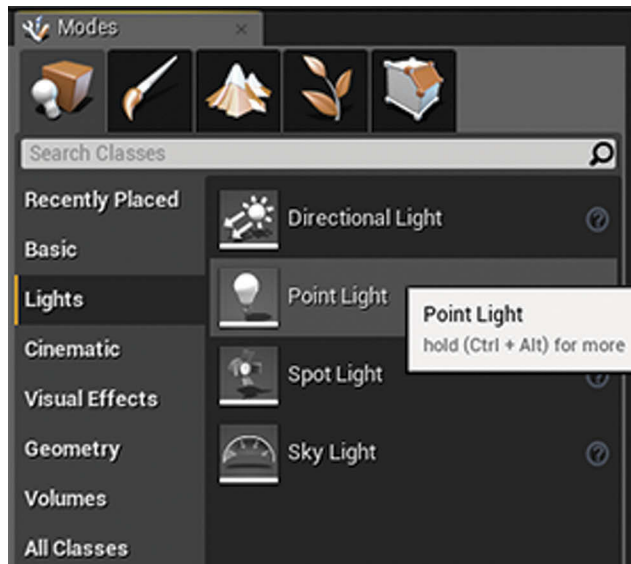 Modes
Search Classes
Recently Placed
Basic
Lights
Cinematic
Visual Effects
Geometry
Volumes
All Classes
Directional Light
Point Light
Spot Light
Sky Light
Point Light
hold (Ctrl + Alt) for more